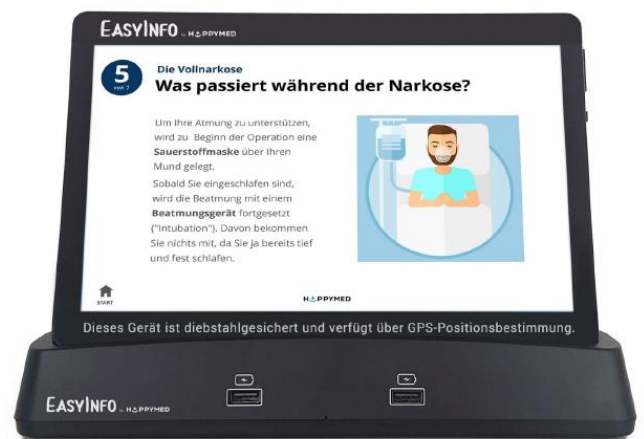 EASYINFO by HAPPYMED
5
von 7
Die Vollnarkose
Was passiert während der Narkose?
Um Ihre Atmung zu unterstützen,
wird zu Beginn der Operation eine
Sauerstoffmaske über Ihren
Mund gelegt.
Sobald Sie eingeschlafen sind,
wird die Beatmung mit einem
Beatmungsgerät fortgesetzt
("Intubation"). Davon bekommen
Sie nichts mit, da Sie ja bereits tief
und fest schlafen.
START
HAPPYMED
Dieses Gerät ist diebstahlgesichert und verfügt über GPS-Positionsbestimmung.
EASYINFO by HAPPYMED